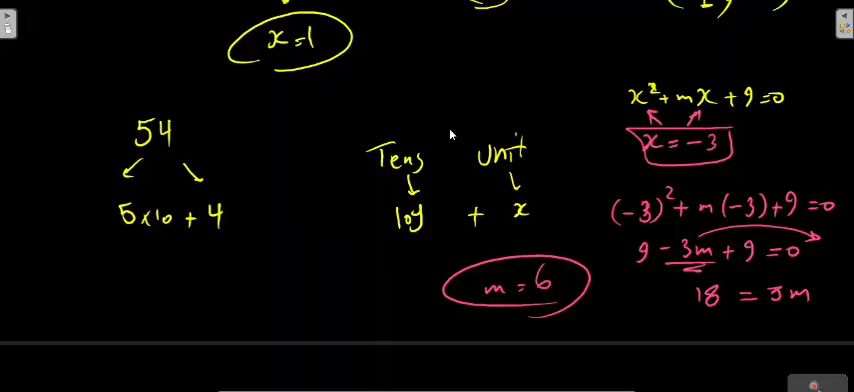 x=1
x²+mx+9=0
x=-3
54
Tens Unit
5×10+4
10y + x
(-3)²+m(-3)+9=0
9-3m+9=0
m=6
18=3m